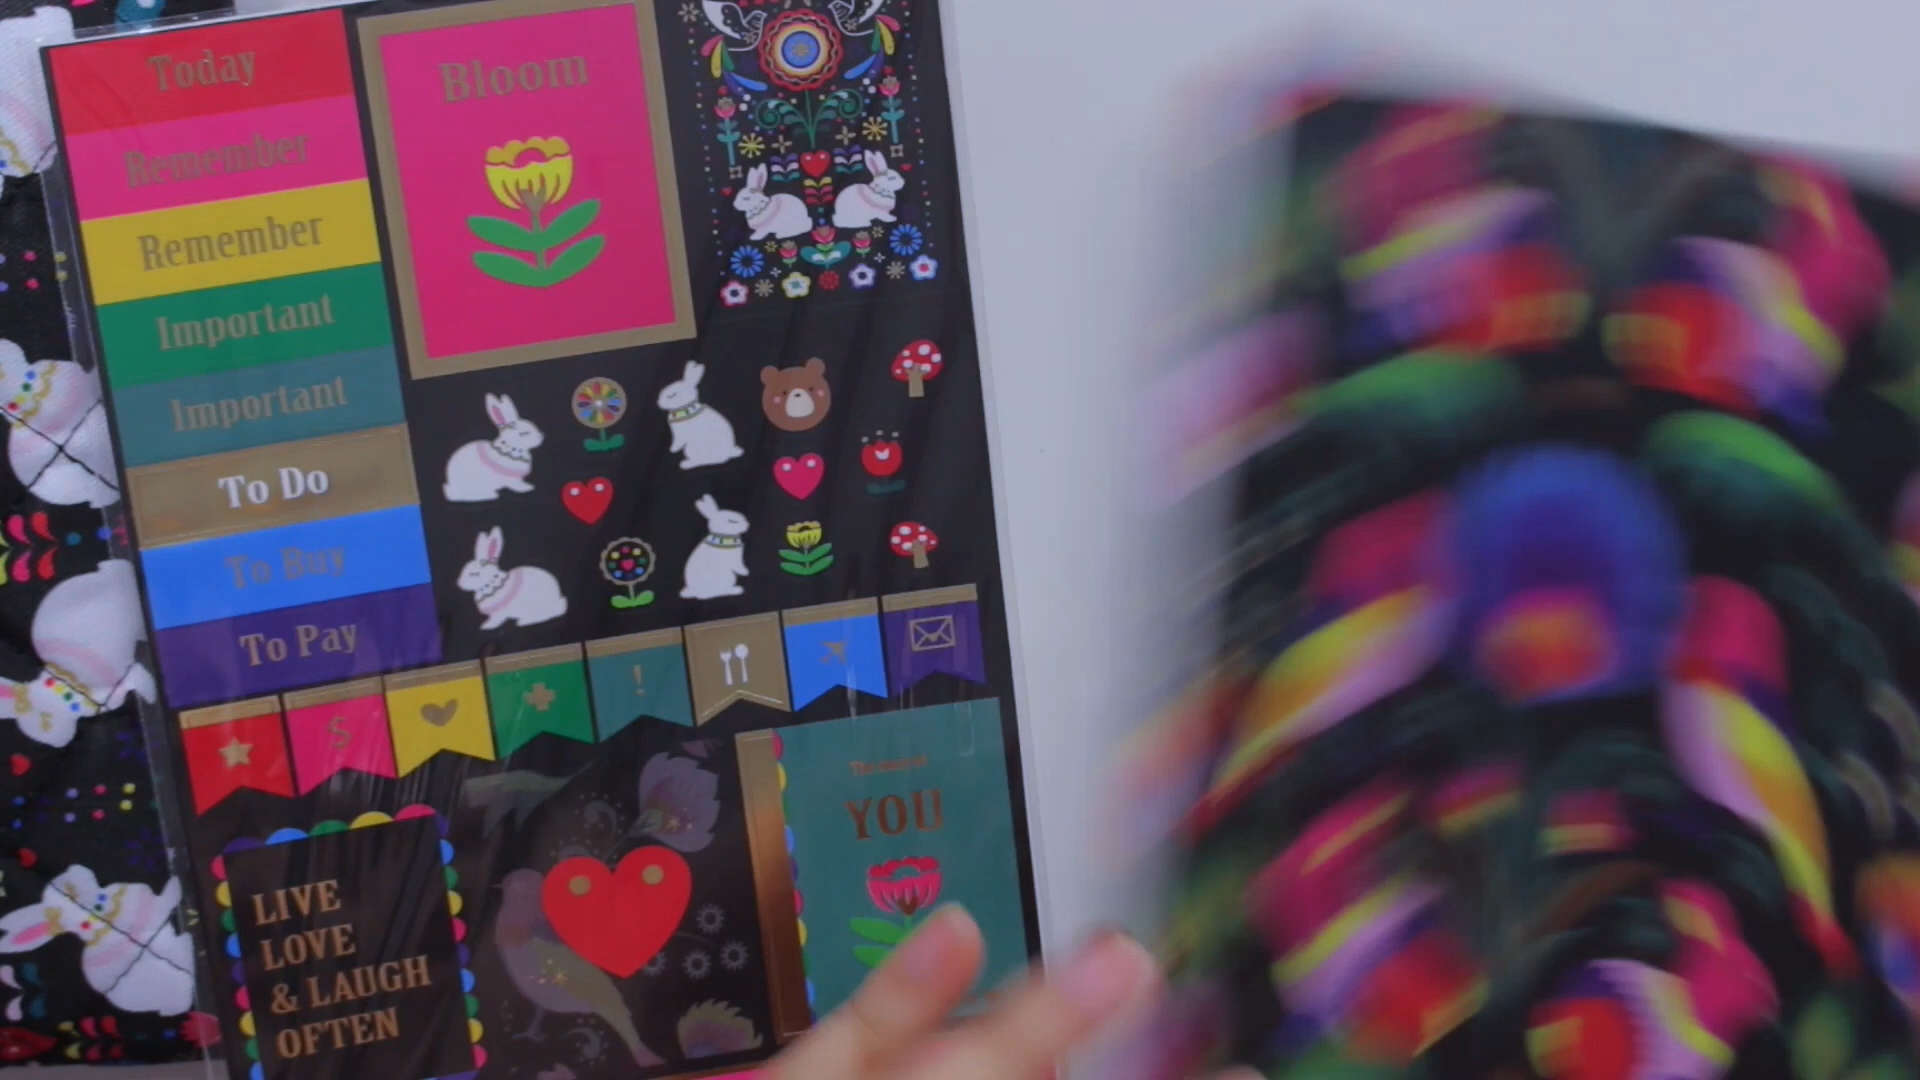 Today
Remember
Remember
Important
Important
To Do
To Buy
To Pay
Bloom
$
!
LIVE
LOVE
& LAUGH
OFTEN
YOU